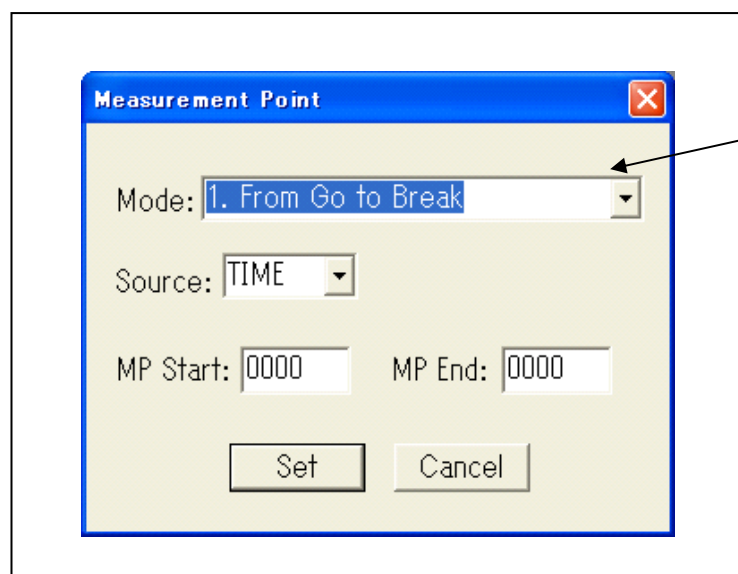 Measurement Point
Mode: 1. From Go to Break
Source: TIME
MP Start: 0000 MP End: 0000
Set Cancel